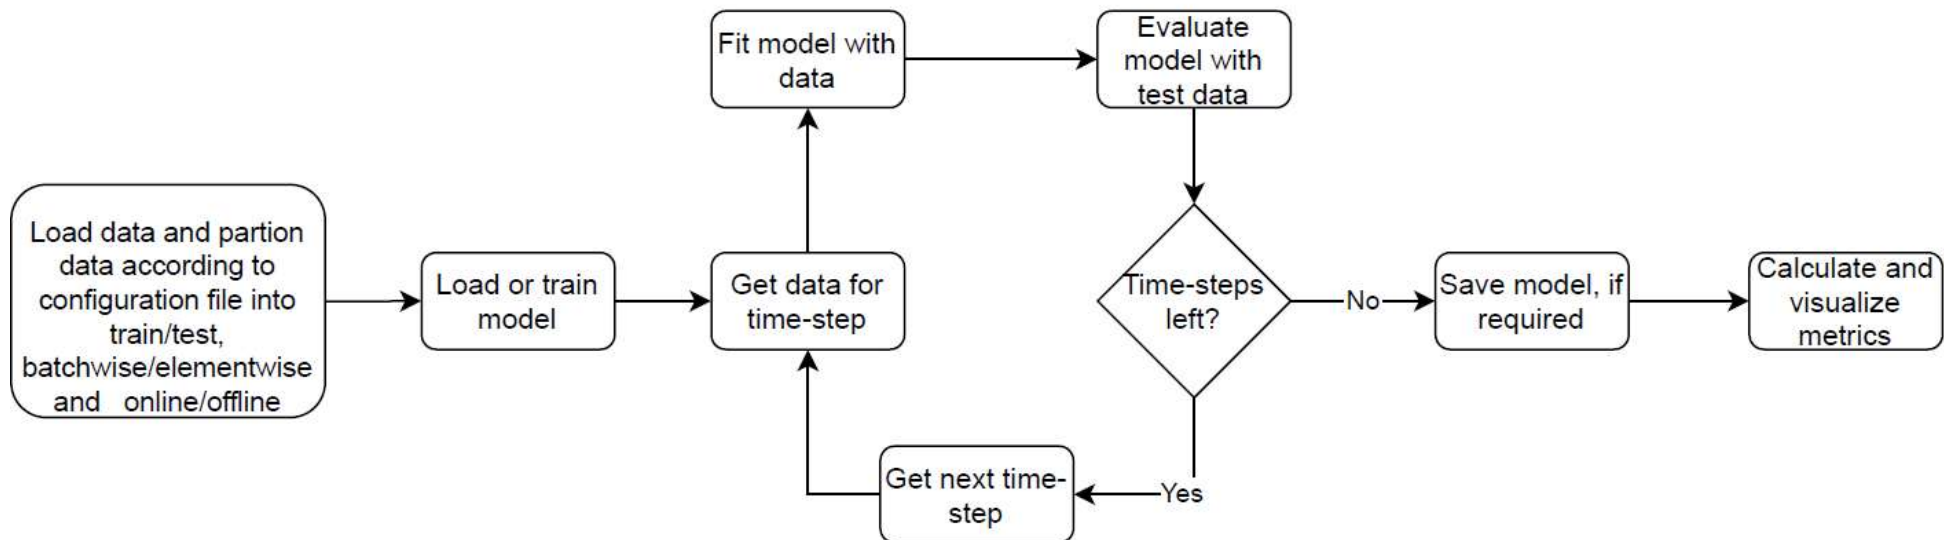 Load data and partion
data according to
configuration file into
train/test,
batchwise/elementwise
and online/offline
Load or train
model
Get data for
time-step
Fit model with
data
Evaluate
model with
test data
Time-steps
left?
Yes
Get next time-
step
No
Save model, if
required
Calculate and
visualize
metrics